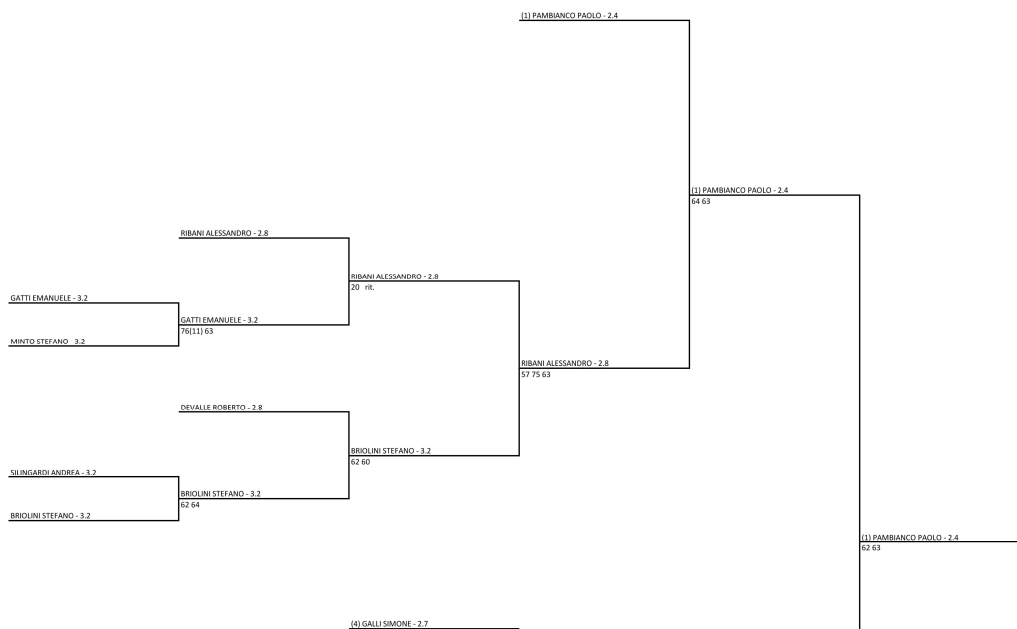 (1) PAMBIANCO PAOLO - 2.4
(1) PAMBIANCO PAOLO - 2.4
64 63
RIBANI ALESSANDRO - 2.8
RIBANI ALESSANDRO - 2.8
20 rit.
GATTI EMANUELE - 3.2
GATTI EMANUELE - 3.2
76(11) 63
MINTO STEFANO 3.2
RIBANI ALESSANDRO - 2.8
57 75 63
DEVALLE ROBERTO - 2.8
BRIOLINI STEFANO - 3.2
62 60
SILINGARDI ANDREA - 3.2
BRIOLINI STEFANO - 3.2
62 64
BRIOLINI STEFANO - 3.2
(1) PAMBIANCO PAOLO - 2.4
62 63
(4) GALLI SIMONE - 2.7